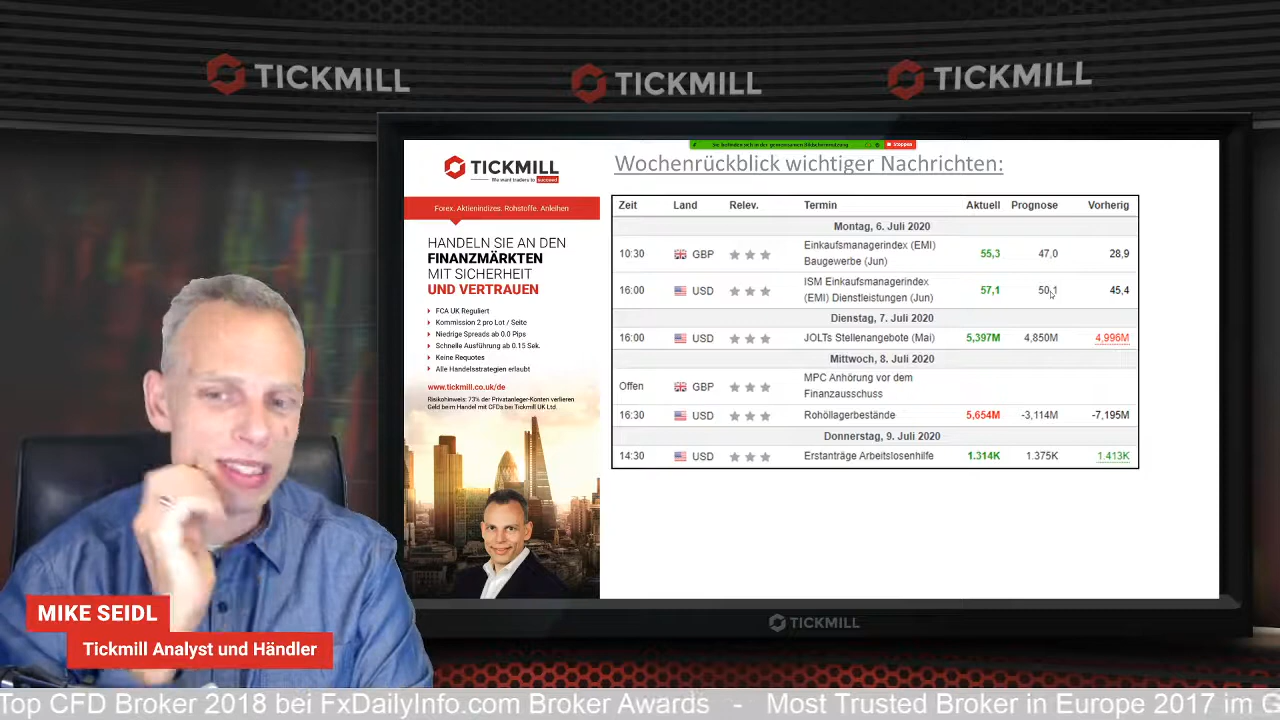 TICKMILL
TICKMILL
TICKMILL
Sie befinden sich in der gemeinsamen Bildschirmnutzung
Stoppen
TICKMILL
We want traders to succeed
Forex. Aktienindizes. Rohstoffe. Anleihen
HANDELN SIE AN DEN
FINANZMÄRKTEN
MIT SICHERHEIT
UND VERTRAUEN
FCA UK Reguliert
Kommission 2 pro Lot / Seite
Niedrige Spreads ab 0.0 Pips
Schnelle Ausführung ab 0.15 Sek.
Keine Requotes
Alle Handelsstrategien erlaubt
www.tickmill.co.uk/de
Risikohinweis: 73% der Privatanleger-Konten verlieren
Geld beim Handel mit CFDs bei Tickmill UK Ltd.
Wochenrückblick wichtiger Nachrichten:
Zeit Land Relev. Termin Aktuell Prognose Vorherig
Montag, 6. Juli 2020
10:30 GBP Einkaufsmanagerindex (EMI) Baugewerbe (Jun) 55,3 47,0 28,9
16:00 USD ISM Einkaufsmanagerindex (EMI) Dienstleistungen (Jun) 57,1 50,1 45,4
Dienstag, 7. Juli 2020
16:00 USD JOLTs Stellenangebote (Mai) 5,397M 4,850M 4,996M
Mittwoch, 8. Juli 2020
Offen GBP MPC Anhörung vor dem Finanzausschuss
16:30 USD Rohöllagerbestände 5,654M -3,114M -7,195M
Donnerstag, 9. Juli 2020
14:30 USD Erstanträge Arbeitslosenhilfe 1.314K 1.375K 1.413K
TICKMILL
MIKE SEIDL
Tickmill Analyst und Händler
Top CFD Broker 2018 bei FxDailyInfo.com Broker Awards - Most Trusted Broker in Europe 2017 im G